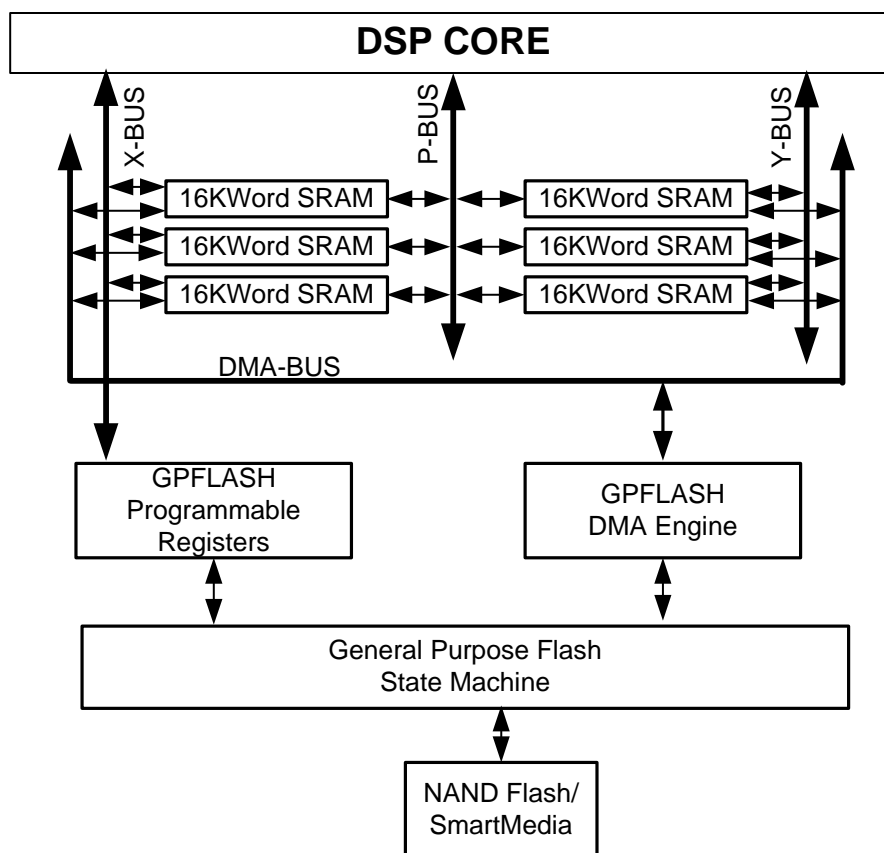 DSP CORE
X-BUS
P-BUS
Y-BUS
16KWord SRAM
16KWord SRAM
16KWord SRAM
16KWord SRAM
16KWord SRAM
16KWord SRAM
DMA-BUS
GPFLASH
Programmable
Registers
GPFLASH
DMA Engine
General Purpose Flash
State Machine
NAND Flash/
SmartMedia